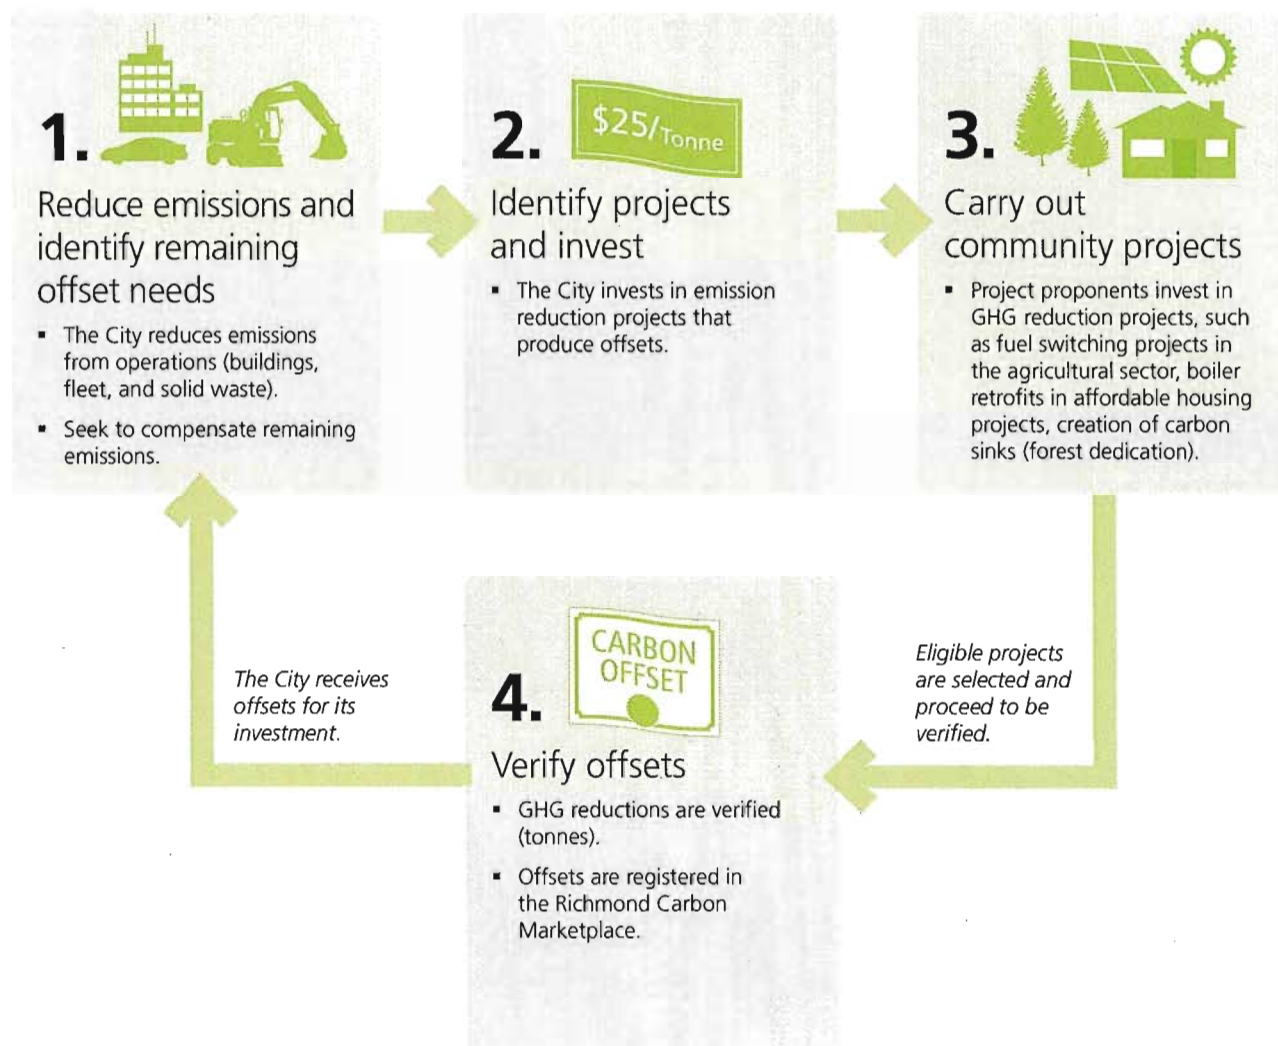 1.
Reduce emissions and
identify remaining
offset needs
▪ The City reduces emissions
from operations (buildings,
fleet, and solid waste).
▪ Seek to compensate remaining
emissions.
2.
$25/Tonne
Identify projects
and invest
▪ The City invests in emission
reduction projects that
produce offsets.
3.
Carry out
community projects
▪ Project proponents invest in
GHG reduction projects, such
as fuel switching projects in
the agricultural sector, boiler
retrofits in affordable housing
projects, creation of carbon
sinks (forest dedication).
Eligible projects
are selected and
proceed to be
verified.
4.
CARBON
OFFSET
Verify offsets
▪ GHG reductions are verified
(tonnes).
▪ Offsets are registered in
the Richmond Carbon
Marketplace.
The City receives
offsets for its
investment.